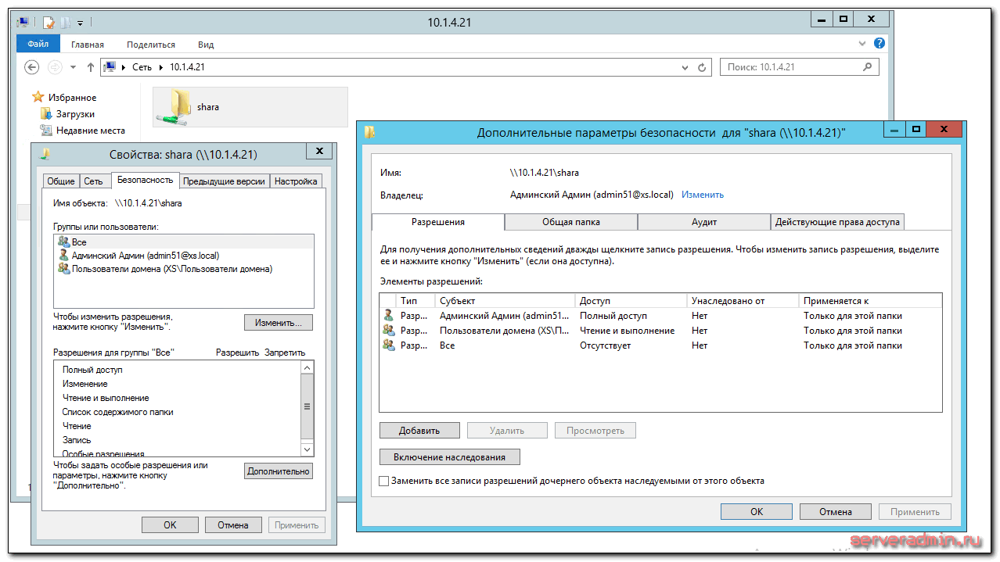 10.1.4.21
Файл Главная Поделиться Вид
Сеть 10.1.4.21 Поиск: 10.1.4.21
Избранное
Загрузки
Недавние места
shara
Свойства: shara (\\10.1.4.21)
Общие Сеть Безопасность Предыдущие версии Настройка
Имя объекта: \\10.1.4.21\shara
Группы или пользователи:
Все
Админский Админ (admin51@xs.local)
Пользователи домена (XS\Пользователи домена)
Чтобы изменить разрешения,
нажмите кнопку "Изменить".
Изменить...
Разрешения для группы "Все" Разрешить Запретить
Полный доступ
Изменение
Чтение и выполнение
Список содержимого папки
Чтение
Запись
Особые разрешения
Чтобы задать особые разрешения или
параметры, нажмите кнопку
"Дополнительно".
Дополнительно
OK Отмена Применить
Дополнительные параметры безопасности для "shara (\\10.1.4.21)"
Имя: \\10.1.4.21\shara
Владелец: Админский Админ (admin51@xs.local) Изменить
Разрешения Общая папка Аудит Действующие права доступа
Для получения дополнительных сведений дважды щелкните запись разрешения. Чтобы изменить запись разрешения, выделите
ее и нажмите кнопку "Изменить" (если она доступна).
Элементы разрешений:
Тип Субъект Доступ Унаследовано от Применяется к
Разр... Админский Админ (admin51... Полный доступ Нет Только для этой папки
Разр... Пользователи домена (XS\П... Чтение и выполнение Нет Только для этой папки
Разр... Все Отсутствует Нет Только для этой папки
Добавить Удалить Просмотреть
Включение наследования
Заменить все записи разрешений дочернего объекта наследуемыми от этого объекта
OK Отмена Применить
serveradmin.ru